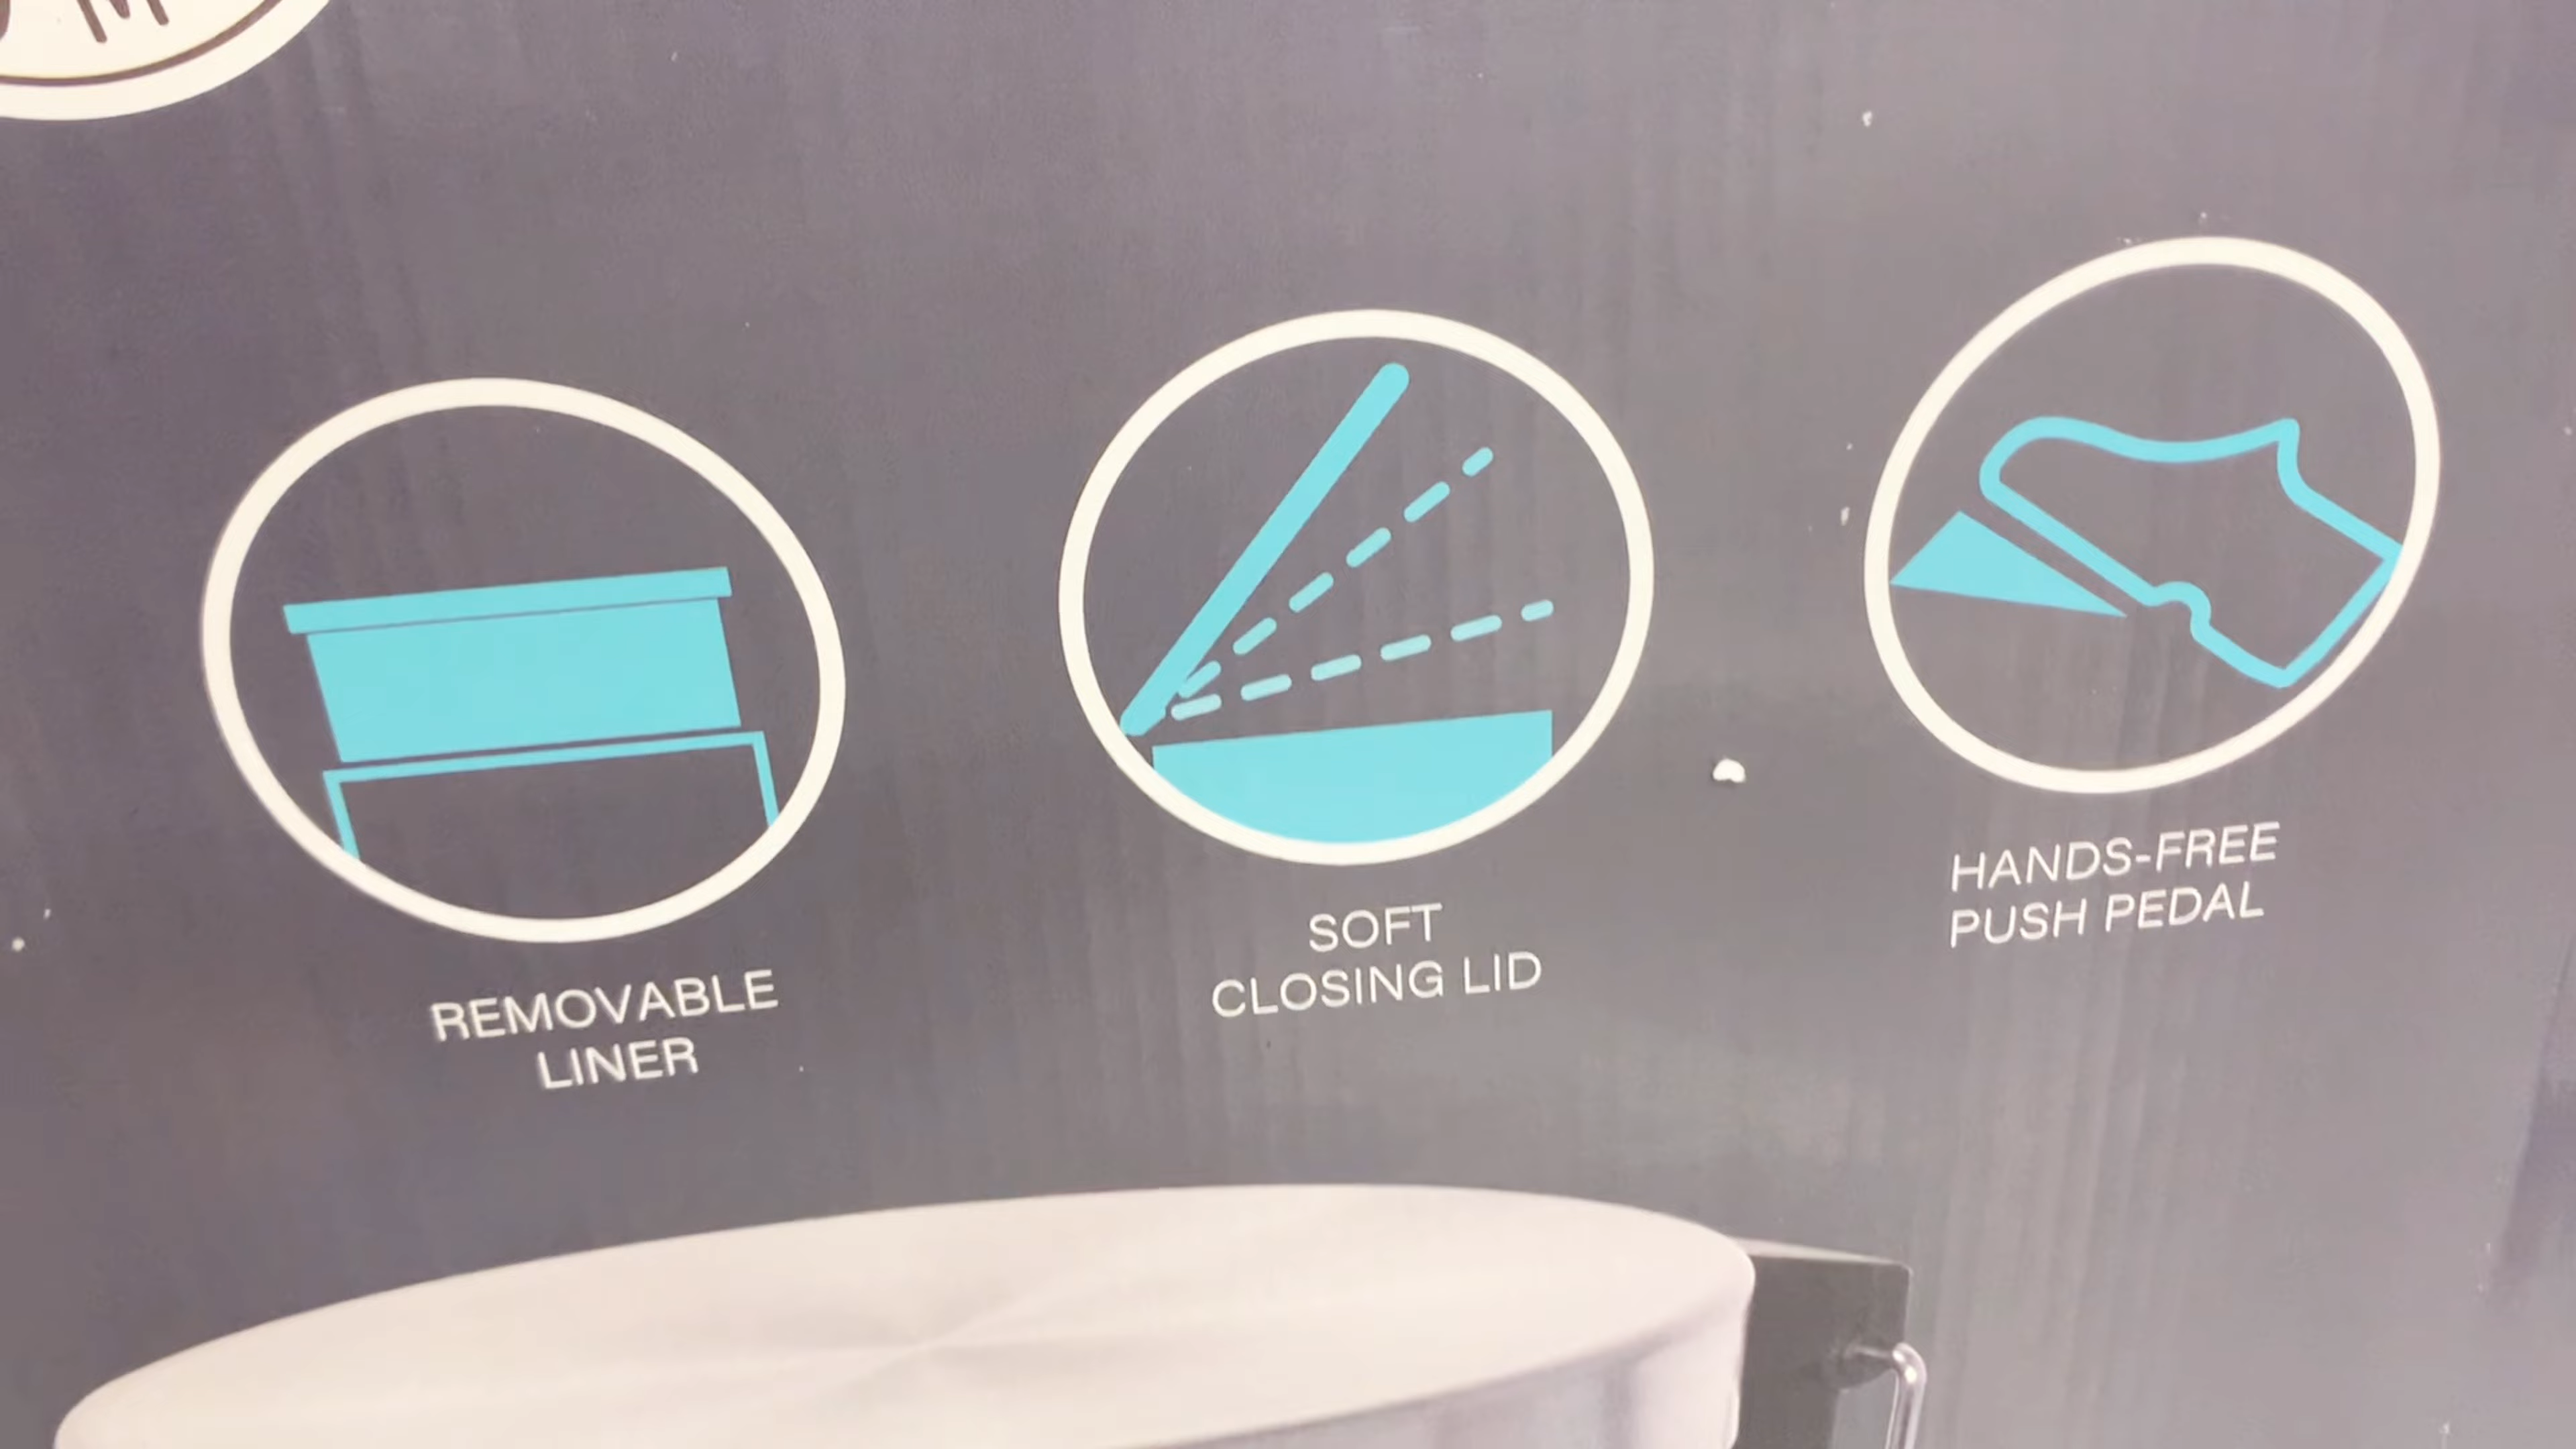 REMOVABLE
LINER
SOFT
CLOSING LID
HANDS-FREE
PUSH PEDAL